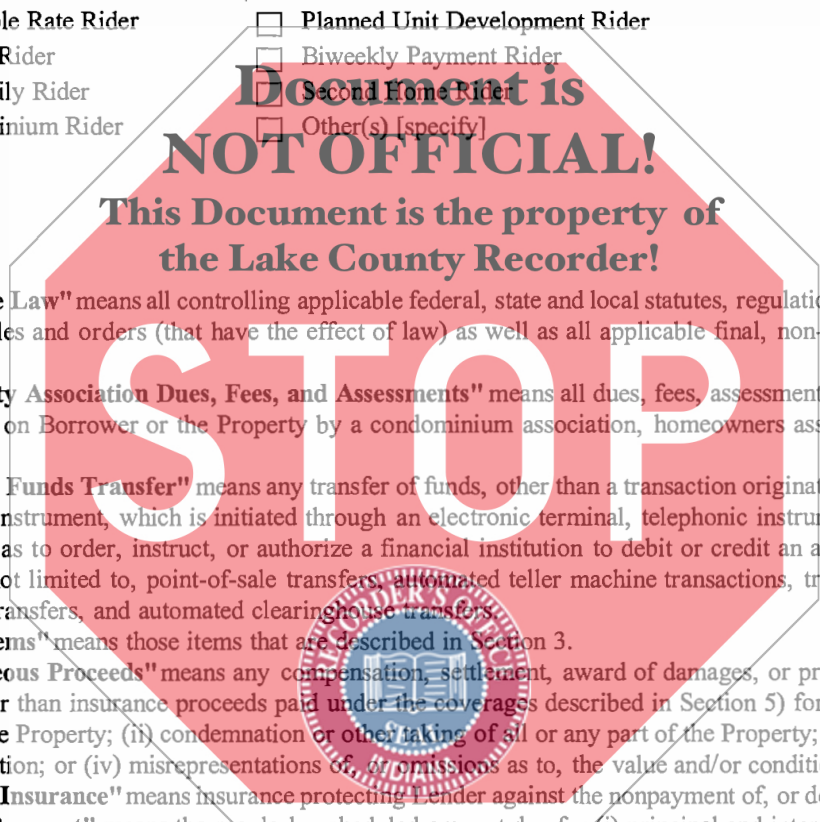 le Rate Rider ☐ Planned Unit Development Rider
Rider ☐ Biweekly Payment Rider
ily Rider ☐ Second Home Rider
inium Rider ☐ Other(s) [specify]
Document is
NOT OFFICIAL!
This Document is the property of
the Lake County Recorder!
STOP
e Law" means all controlling applicable federal, state and local statutes, regulati
les and orders (that have the effect of law) as well as all applicable final, non-
ty Association Dues, Fees, and Assessments" means all dues, fees, assessment
on Borrower or the Property by a condominium association, homeowners ass
Funds Transfer" means any transfer of funds, other than a transaction originat
nstrument, which is initiated through an electronic terminal, telephonic instru
as to order, instruct, or authorize a financial institution to debit or credit an a
ot limited to, point-of-sale transfers, automated teller machine transactions, tr
ransfers, and automated clearinghouse transfers.
ems" means those items that are described in Section 3.
eous Proceeds" means any compensation, settlement, award of damages, or pr
r than insurance proceeds paid under the coverages described in Section 5) for
e Property; (ii) condemnation or other taking of all or any part of the Property;
tion; or (iv) misrepresentations of, or omissions as to, the value and/or conditi
Insurance" means insurance protecting Lender against the nonpayment of, or d
RECORDER'S OFFIC
SEAL
INDIANA